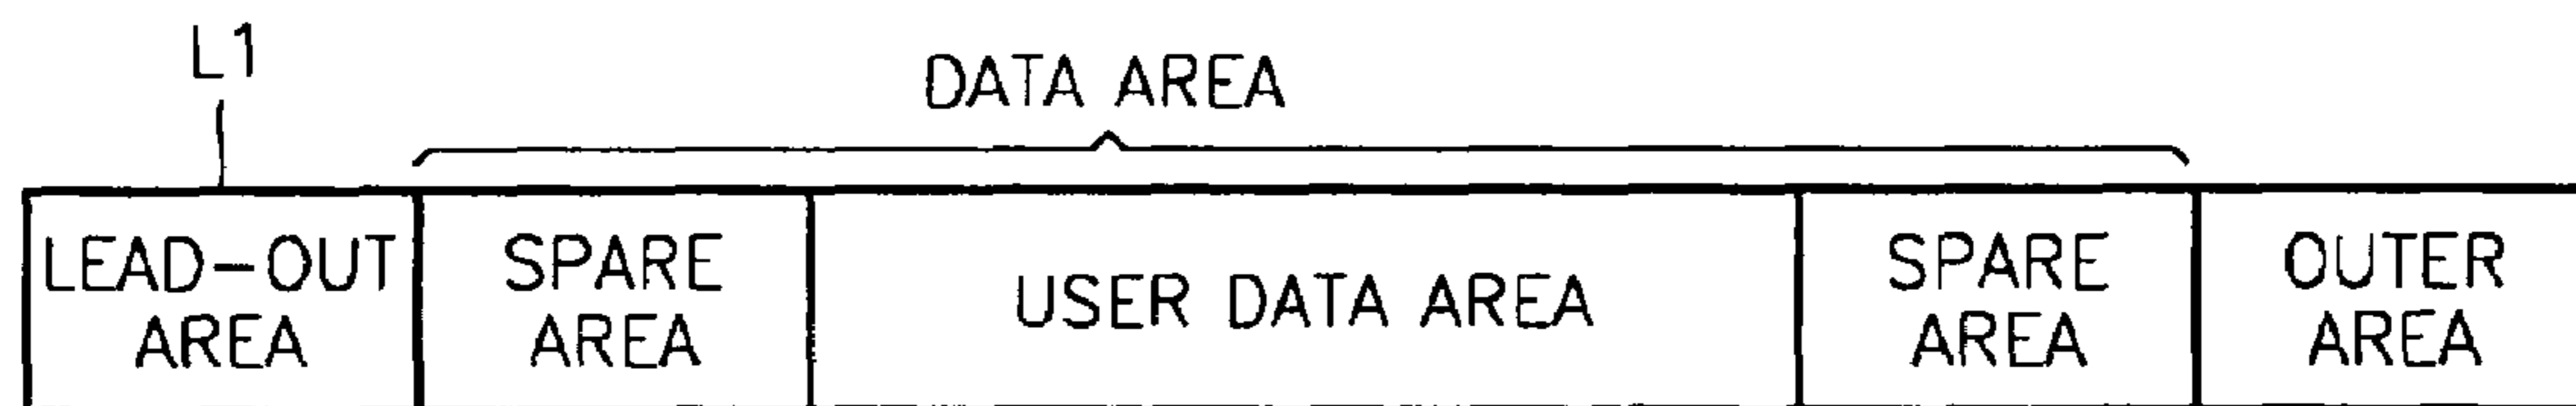 L1
DATA AREA
LEAD-OUT
AREA
SPARE
AREA
USER DATA AREA
SPARE
AREA
OUTER
AREA